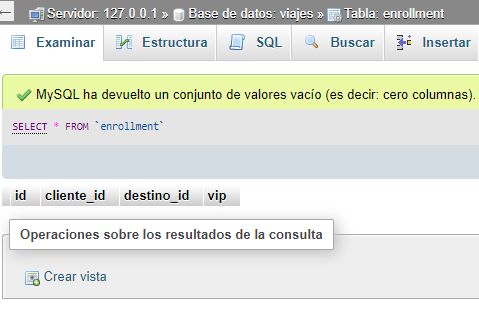 Servidor: 127.0.0.1 » Base de datos: viajes » Tabla: enrollment
Examinar Estructura SQL Buscar Insertar
MySQL ha devuelto un conjunto de valores vacío (es decir: cero columnas).
SELECT * FROM `enrollment`
id cliente_id destino_id vip
Operaciones sobre los resultados de la consulta
Crear vista